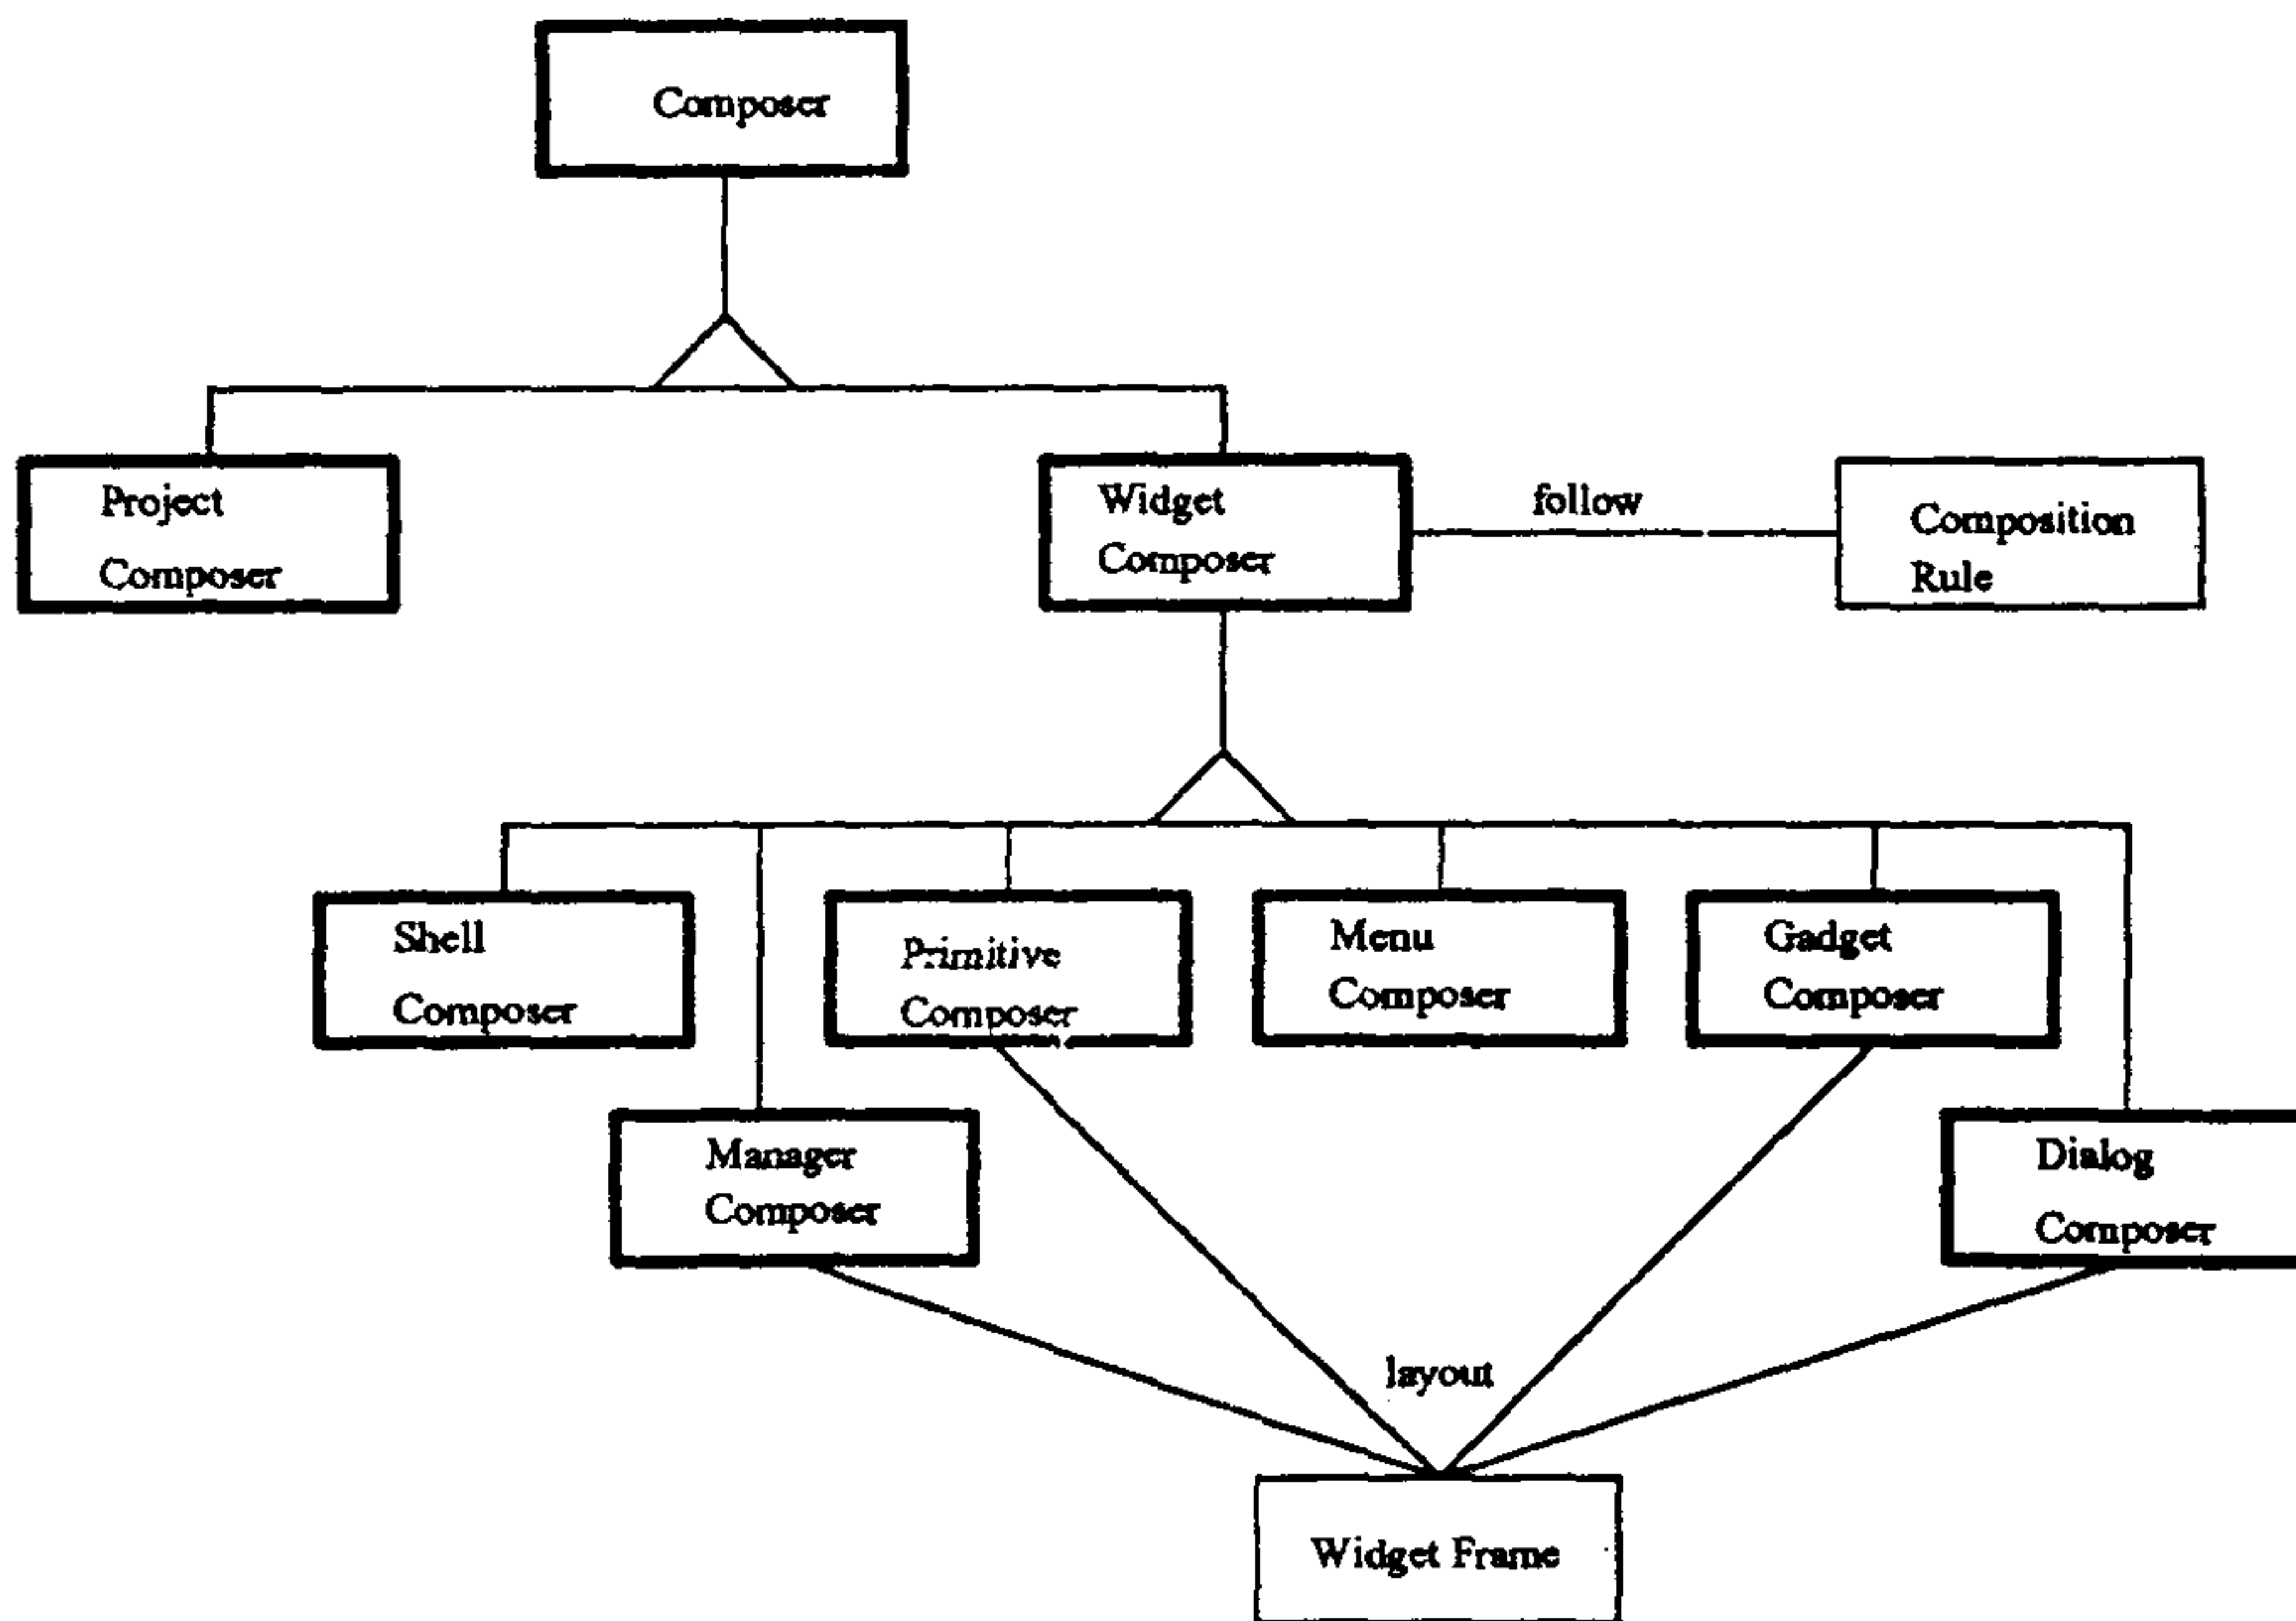 Composer
Project
Composer
Widget
Composer
follow
Composition
Rule
Shell
Composer
Primitive
Composer
Menu
Composer
Gadget
Composer
Manager
Composer
Dialog
Composer
layout
Widget Frame